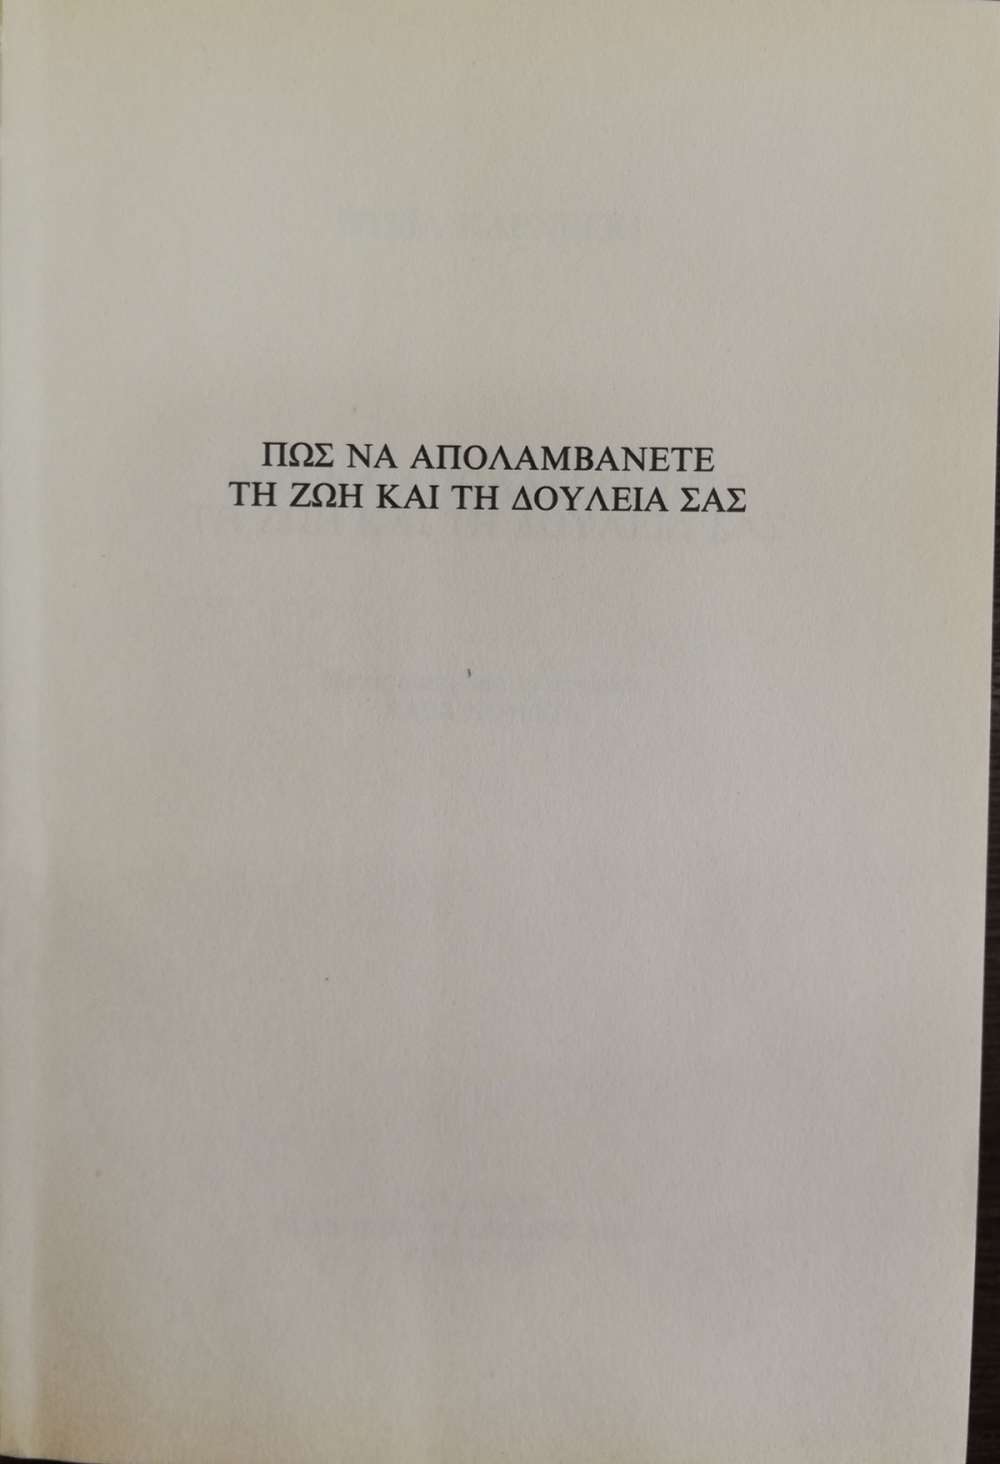 ΠΩΣ ΝΑ ΑΠΟΛΑΜΒΑΝΕΤΕ
ΤΗ ΖΩΗ ΚΑΙ ΤΗ ΔΟΥΛΕΙΑ ΣΑΣ